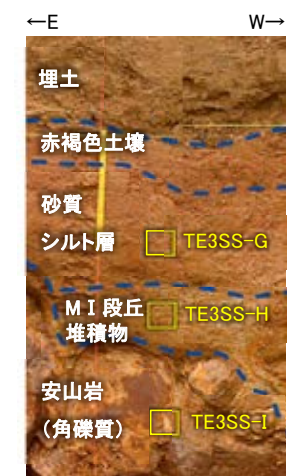 ←E W→
埋土
赤褐色土壌
砂質
シルト層 TE3SS-G
ＭⅠ段丘 TE3SS-H
堆積物
安山岩
（角礫質） TE3SS-I